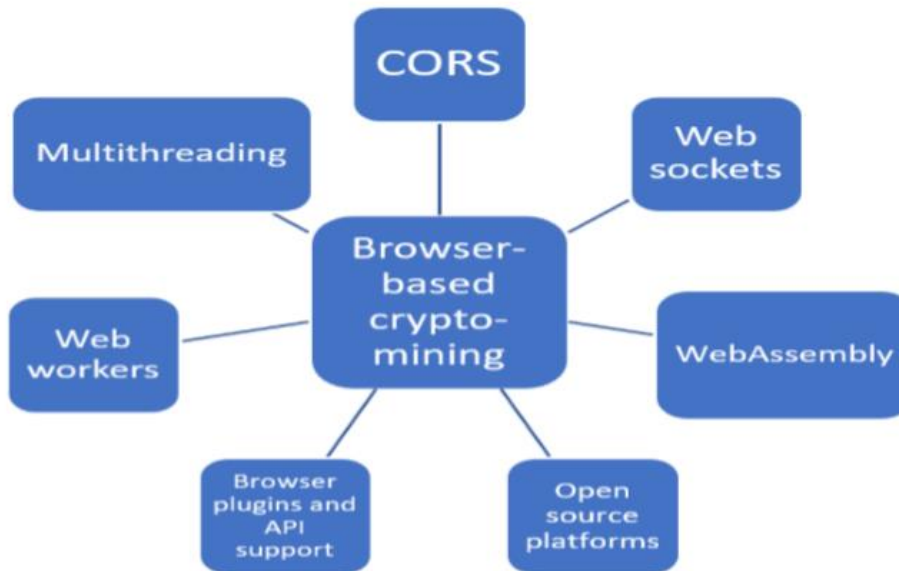 CORS
Multithreading
Web
sockets
Browser-
based
crypto-
mining
Web
workers
WebAssembly
Browser
plugins and
API
support
Open
source
platforms